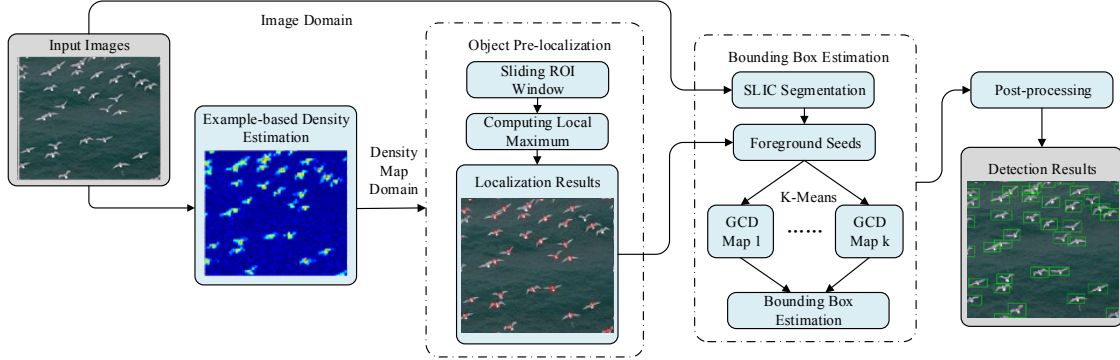 Image Domain
Input Images
Example-based Density
Estimation
Density
Map
Domain
Object Pre-localization
Sliding ROI
Window
Computing Local
Maximum
Localization Results
Bounding Box Estimation
SLIC Segmentation
Foreground Seeds
K-Means
GCD
Map 1
......
GCD
Map k
Bounding Box
Estimation
Post-processing
Detection Results